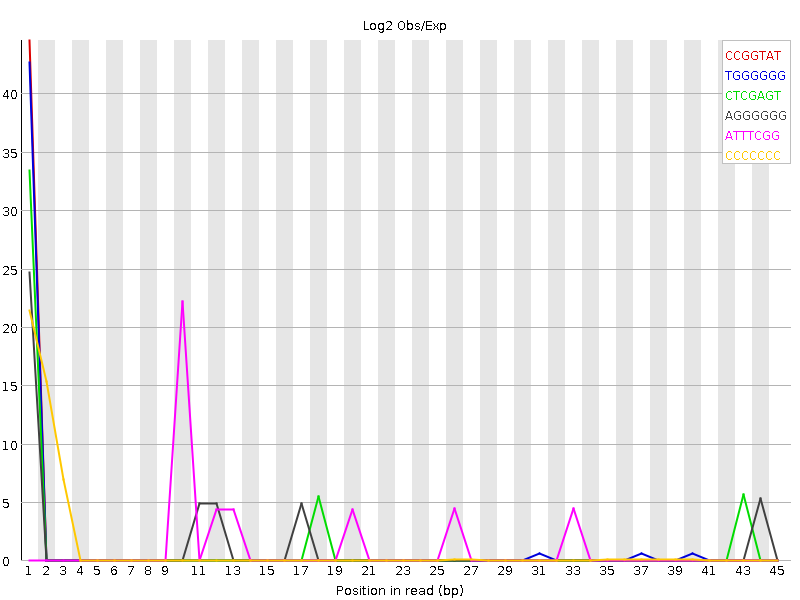 Log2 Obs/Exp
CCGGTAT
TGGGGGG
CTCGAGT
AGGGGGG
ATTTCGG
CCCCCCC
40
35
30
25
20
15
10
5
0
1 2 3 4 5 6 7 8 9 11 13 15 17 19 21 23 25 27 29 31 33 35 37 39 41 43 45
Position in read (bp)